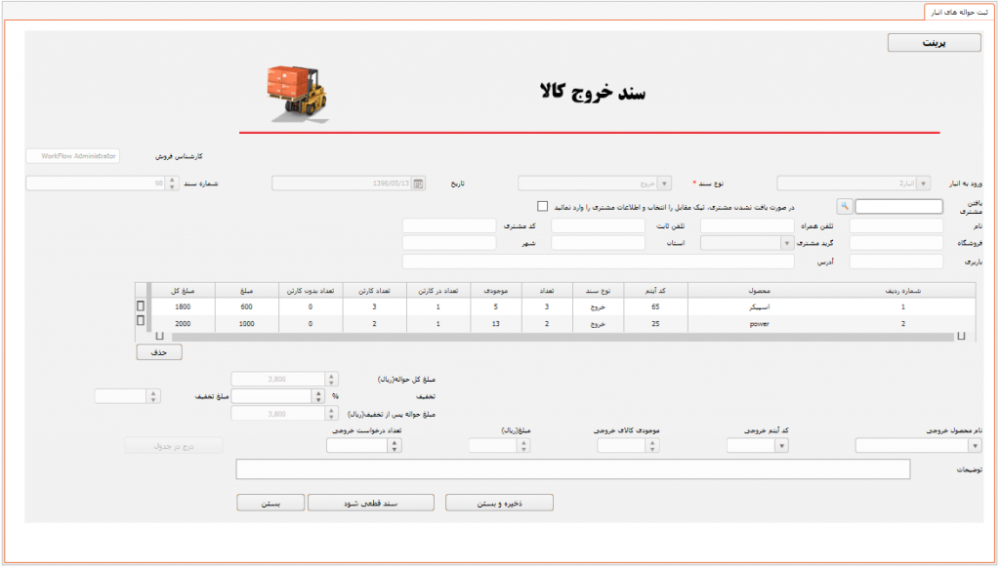 ثبت حواله های انبار
پرینت
سند خروج کالا
کارشناس فروش WorkFlow Administrator
ورود به انبار انبار2 نوع سند * خروج تاریخ 1396/05/13 شماره سند 98
یافتن مشتری در صورت یافت نشدن مشتری، تیک مقابل را انتخاب و اطلاعات مشتری را وارد نمایید
نام تلفن همراه تلفن ثابت کد مشتری
فروشگاه گرید مشتری استان شهر
باربری آدرس
شماره ردیف محصول کد آیتم نوع سند تعداد موجودی تعداد در کارتن تعداد کارتن تعداد بدون کارتن مبلغ مبلغ کل
1 اسپیکر 65 خروج 3 5 1 3 0 600 1800
2 power 25 خروج 2 13 1 2 0 1000 2000
حذف
مبلغ کل حواله(ریال) 3,800
تخفیف % مبلغ تخفیف
مبلغ حواله پس از تخفیف(ریال) 3,800
نام محصول خروجی کد آیتم خروجی موجودی کالای خروجی مبلغ(ریال) تعداد درخواست خروجی
درج در جدول
توضیحات
ذخیره و بستن سند قطعی شود بستن